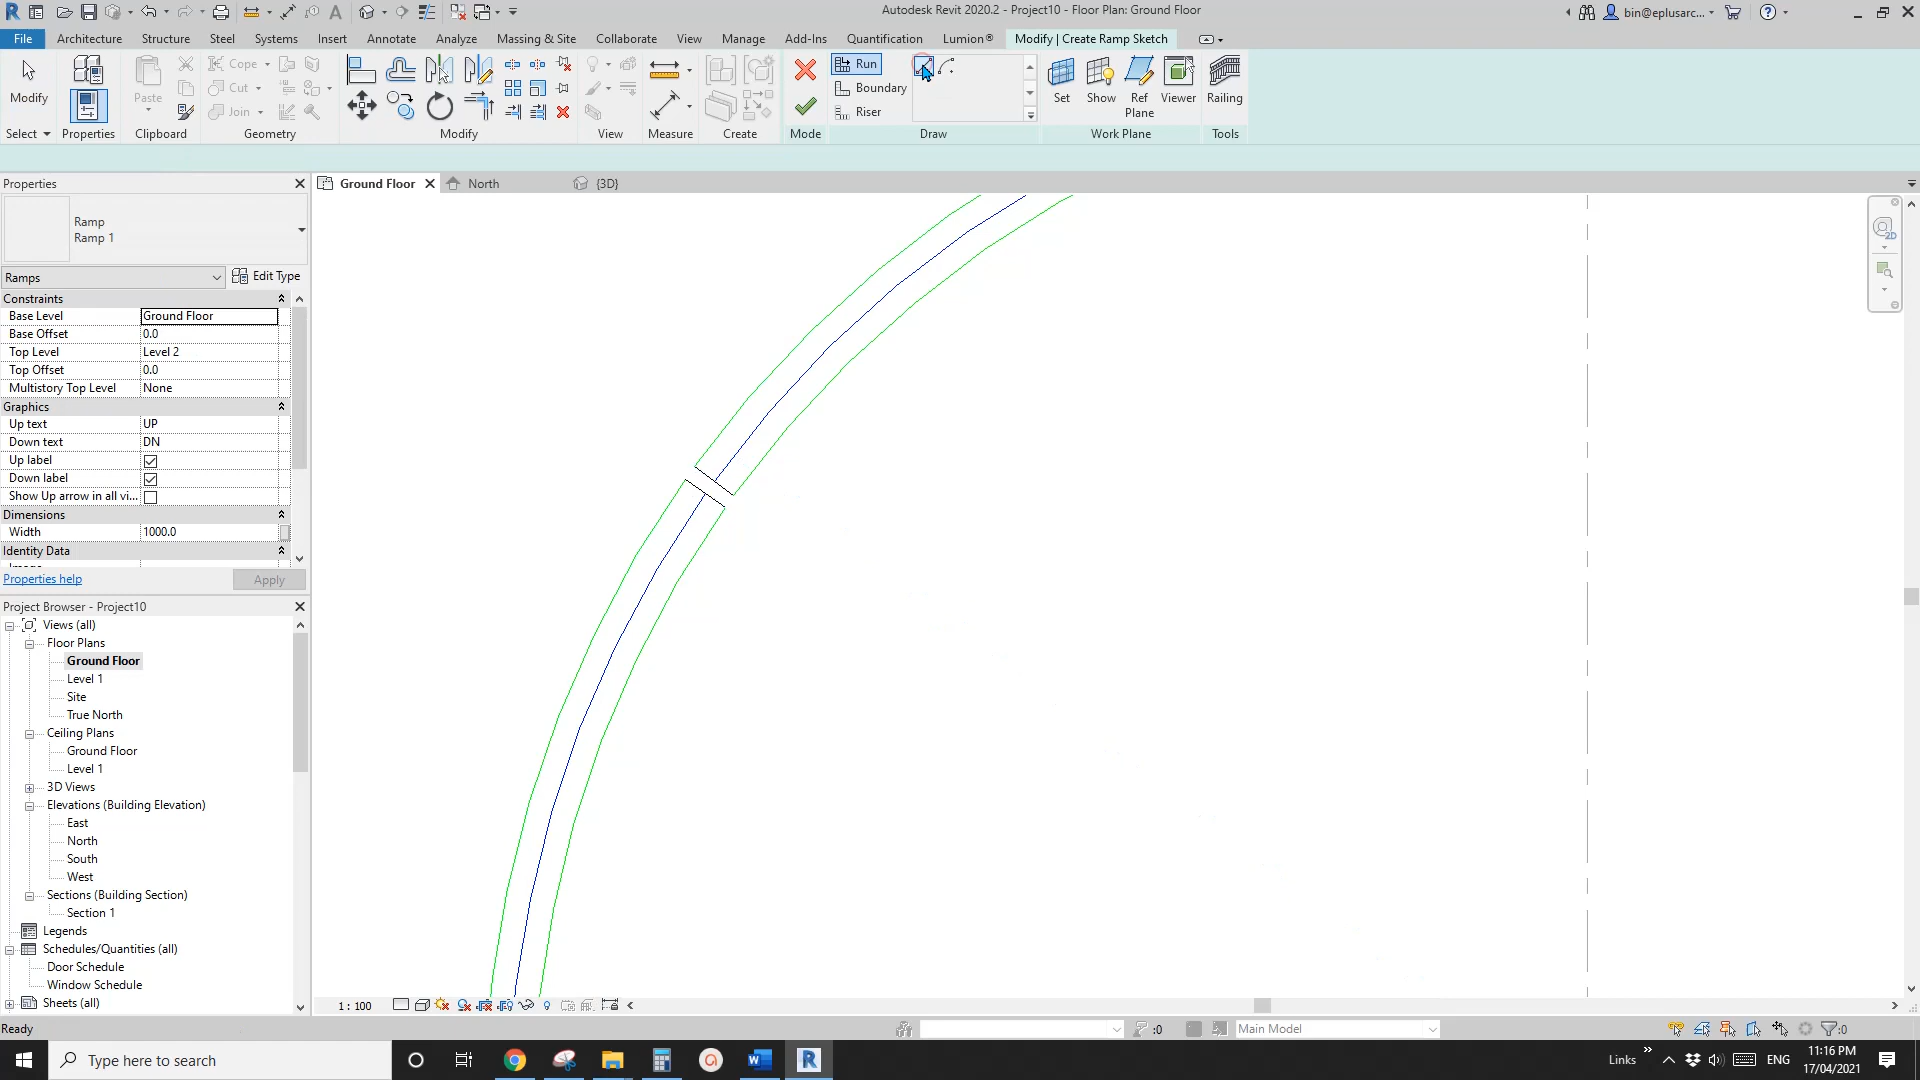 Autodesk Revit 2020.2 - Project10 - Floor Plan: Ground Floor
bin@eplusarc...
File Architecture Structure Steel Systems Insert Annotate Analyze Massing & Site Collaborate View Manage Add-Ins Quantification Lumion® Modify | Create Ramp Sketch
Modify
Paste
Cope
Cut
Join
Run
Boundary
Riser
Set
Show
Ref
Plane
Viewer
Railing
Select Properties Clipboard Geometry Modify View Measure Create Mode Draw Work Plane Tools
Properties
Ground Floor
North
{3D}
Ramp
Ramp 1
Ramps
Edit Type
Constraints
Base Level Ground Floor
Base Offset 0.0
Top Level Level 2
Top Offset 0.0
Multistory Top Level None
Graphics
Up text UP
Down text DN
Up label
Down label
Show Up arrow in all vi...
Dimensions
Width 1000.0
Identity Data
Properties help
Apply
Project Browser - Project10
Views (all)
Floor Plans
Ground Floor
Level 1
Site
True North
Ceiling Plans
Ground Floor
Level 1
3D Views
Elevations (Building Elevation)
East
North
South
West
Sections (Building Section)
Section 1
Legends
Schedules/Quantities (all)
Door Schedule
Window Schedule
Sheets (all)
1 : 100
Ready
:0
Main Model
:0
Type here to search
Links
ENG
11:16 PM
17/04/2021